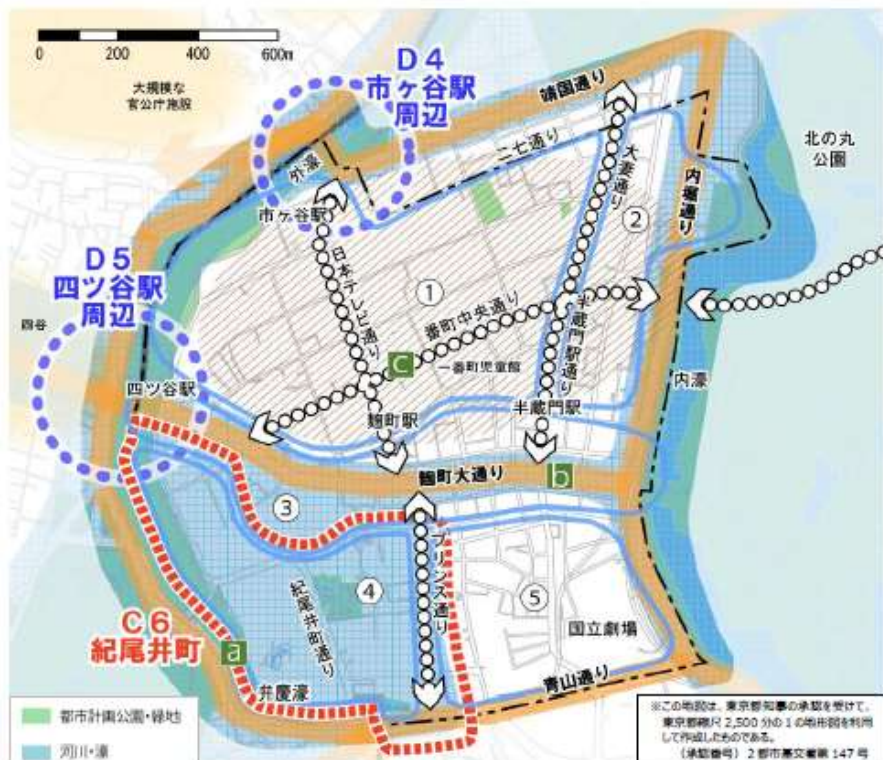 0 200 400 600m
大規模な
官公庁施設
D4
市ヶ谷駅
周辺
靖国通り
二七通り
外濠
大妻通り
内堀通り
北の丸
公園
市ヶ谷駅
②
D5
四ツ谷駅
周辺
日本テレビ通り
①
番町中央通り
半蔵門駅通り
四谷
C
一番町児童館
内濠
四ツ谷駅
麹町駅
半蔵門駅
麹町大通り
b
③
プリンス通り
④
⑤
紀尾井町通り
国立劇場
C6
紀尾井町
a
弁慶濠
青山通り
都市計画公園・緑地
河川・濠
※この地図は、東京都知事の承認を受けて、
東京都縮尺2,500分の1の地形図を利用
して作成したものである。
(承認番号)2都市基交著第147号